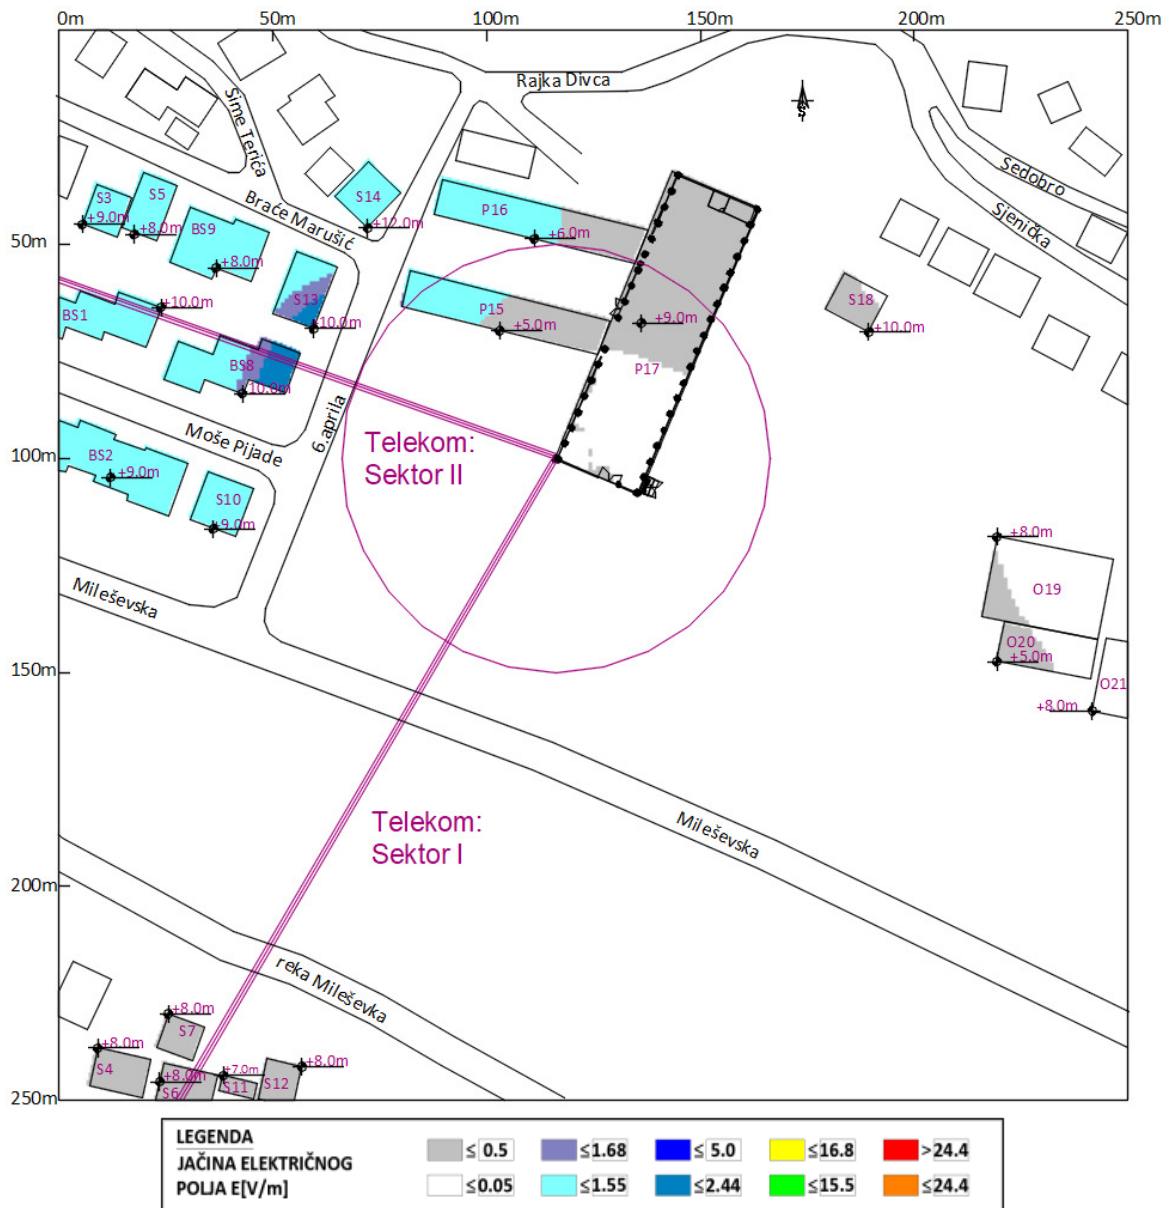 0m
50m
100m
150m
200m
250m
Rajka Divca
Šime Terića
S
Sedobro
Sjenička
S14
S3
S5
+9.0m
+8.0m
BS9
Braće Marušić
+12.0m
P16
+6.0m
50m
+8.0m
S13
+10.0m
BS1
+10.0m
P15
+5.0m
+9.0m
S18
+10.0m
BS8
+10.0m
P17
6.aprila
Moše Pijade
Telekom:
Sektor II
100m
BS2
+9.0m
S10
+9.0m
+8.0m
O19
Mileševska
O20
+5.0m
150m
O21
+8.0m
Telekom:
Sektor I
Mileševska
200m
reka Mileševka
+8.0m
S7
+8.0m
S4
+8.0m
S6
+7.0m
S11
S12
+8.0m
250m
LEGENDA
JAČINA ELEKTRIČNOG
POLJA E[V/m]
≤ 0.5
≤1.68
≤ 5.0
≤16.8
>24.4
≤0.05
≤1.55
≤2.44
≤15.5
≤24.4